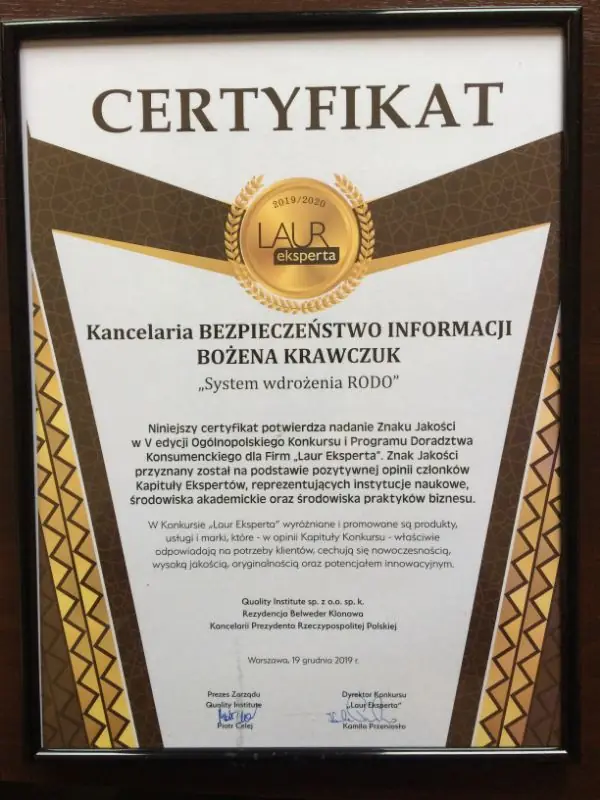 CERTYFIKAT
2019/2020
LAUR
eksperta
Kancelaria BEZPIECZEŃSTWO INFORMACJI
BOŻENA KRAWCZUK
„System wdrożenia RODO”
Niniejszy certyfikat potwierdza nadanie Znaku Jakości
w V edycji Ogólnopolskiego Konkursu i Programu Doradztwa
Konsumenckiego dla Firm „Laur Eksperta”. Znak Jakości
przyznany został na podstawie pozytywnej opinii członków
Kapituły Ekspertów, reprezentujących instytucje naukowe,
środowiska akademickie oraz środowiska praktyków biznesu.
W Konkursie „Laur Eksperta” wyróżniane i promowane są produkty,
usługi i marki, które - w opinii Kapituły Konkursu - właściwie
odpowiadają na potrzeby klientów, cechują się nowoczesnością,
wysoką jakością, oryginalnością oraz potencjałem innowacyjnym.
Quality Institute sp. z o.o. sp. k.
Rezydencja Belweder Klonowa
Kancelarii Prezydenta Rzeczypospolitej Polskiej
Warszawa, 19 grudnia 2019 r.
Prezes Zarządu
Quality Institute
Piotr Celej
Dyrektor Konkursu
„Laur Eksperta”
Kamila Przeniosło